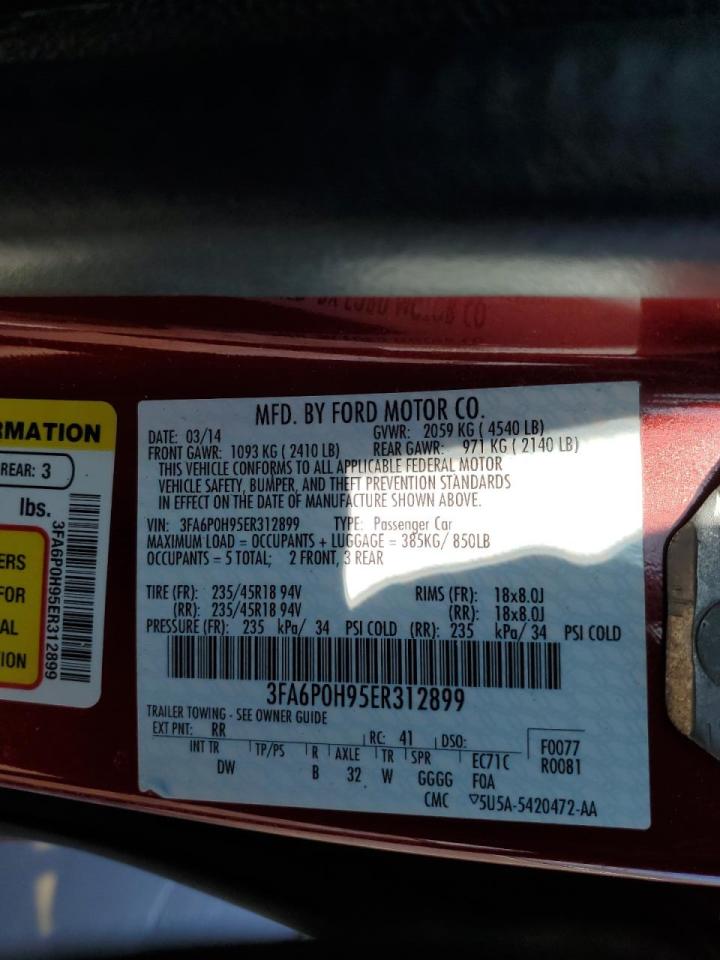 RMATION
REAR: 3
lbs.
3FA6P0H95ER312899
ERS
FOR
AL
ION
MFD. BY FORD MOTOR CO.
DATE: 03/14 GVWR: 2059 KG ( 4540 LB)
FRONT GAWR: 1093 KG ( 2410 LB) REAR GAWR: 971 KG ( 2140 LB)
THIS VEHICLE CONFORMS TO ALL APPLICABLE FEDERAL MOTOR
VEHICLE SAFETY, BUMPER, AND THEFT PREVENTION STANDARDS
IN EFFECT ON THE DATE OF MANUFACTURE SHOWN ABOVE.
VIN: 3FA6P0H95ER312899 TYPE: Passenger Car
MAXIMUM LOAD = OCCUPANTS + LUGGAGE = 385KG/ 850LB
OCCUPANTS = 5 TOTAL; 2 FRONT, 3 REAR
TIRE (FR): 235/45R18 94V RIMS (FR): 18x8.0J
(RR): 235/45R18 94V (RR): 18x8.0J
PRESSURE (FR): 235 kPa/ 34 PSI COLD (RR): 235 kPa/ 34 PSI COLD
3FA6P0H95ER312899
TRAILER TOWING - SEE OWNER GUIDE
EXT PNT: RR RC: 41 DSO: F0077
INT TR TP/PS R AXLE TR SPR EC71C R0081
DW B 32 W GGGG FOA
CMC ▽5U5A-5420472-AA